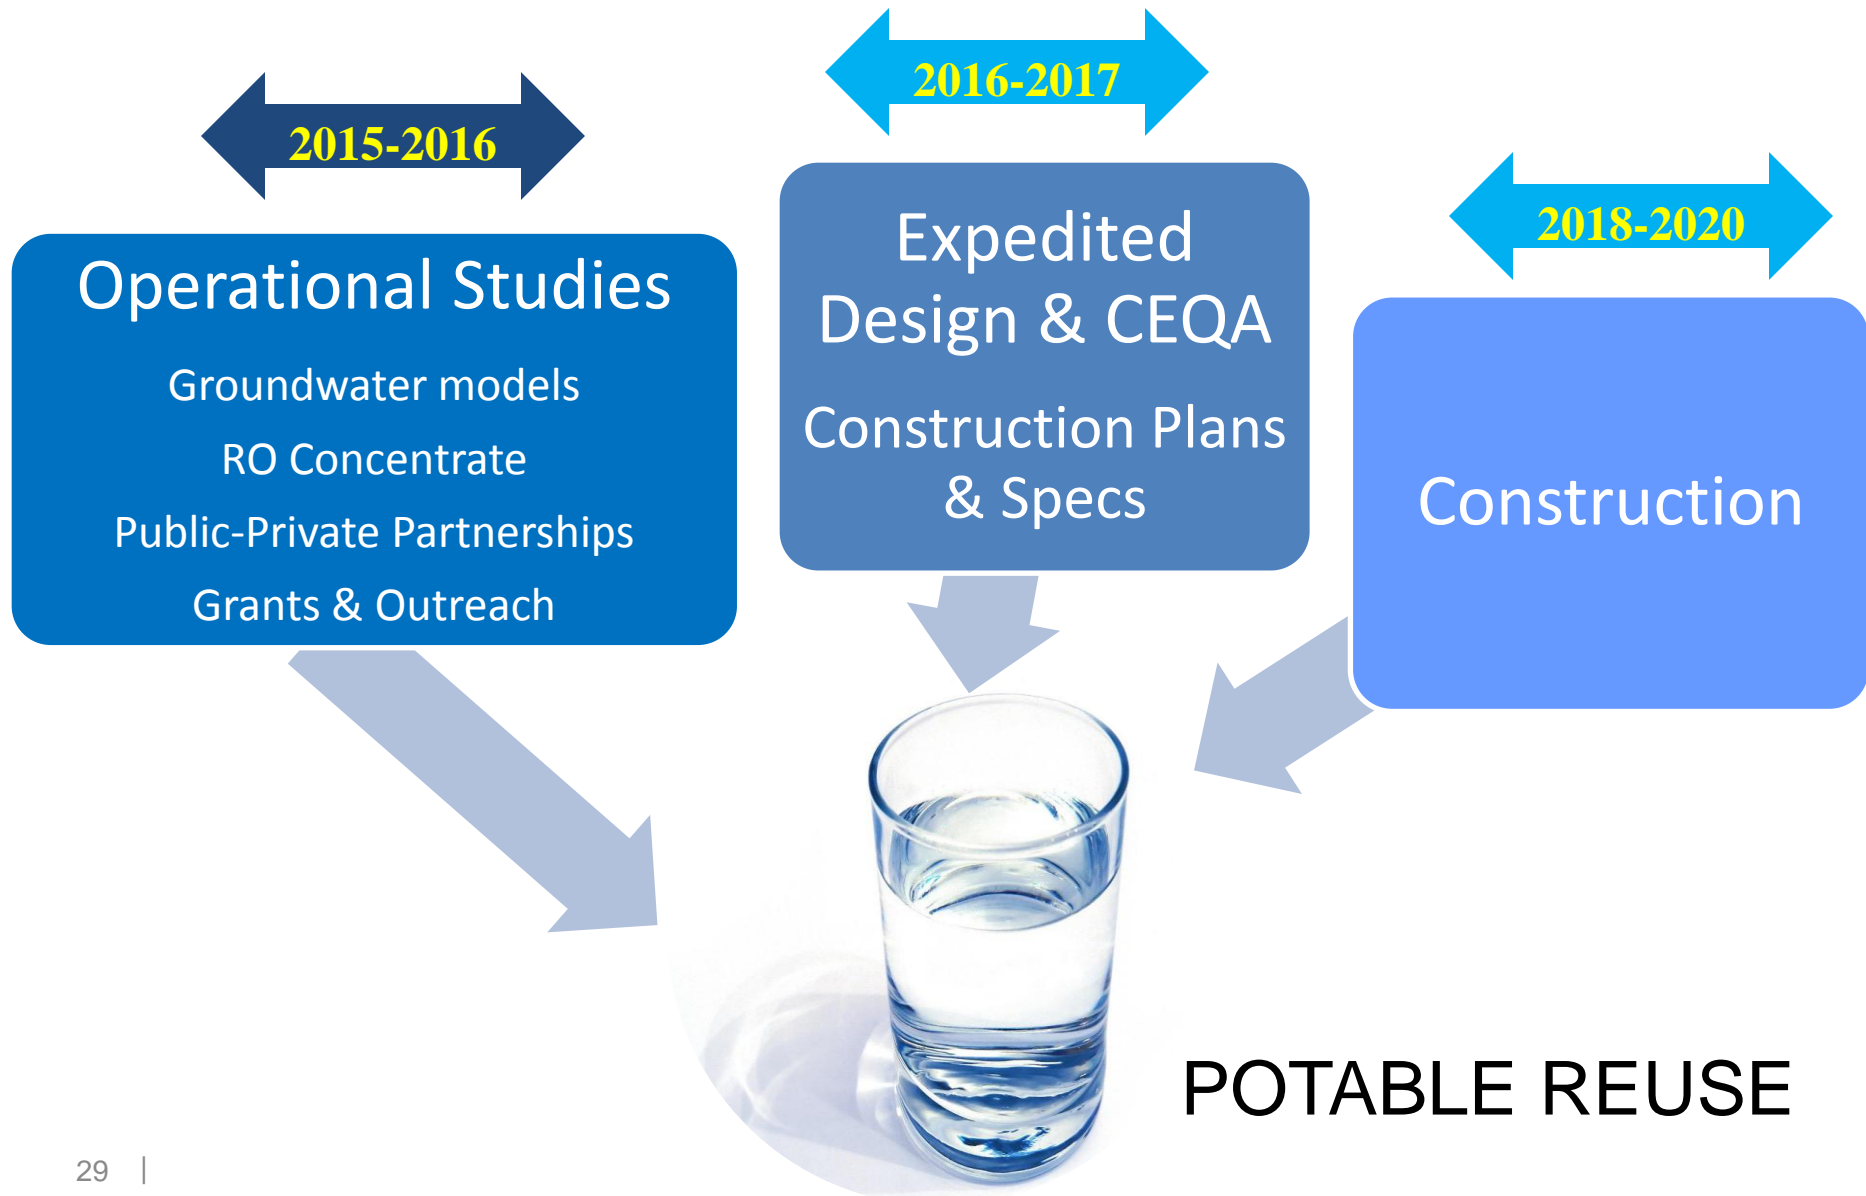 2015-2016
Operational Studies
Groundwater models
RO Concentrate
Public-Private Partnerships
Grants & Outreach
2016-2017
Expedited
Design & CEQA
Construction Plans
& Specs
2018-2020
Construction
POTABLE REUSE
29 |